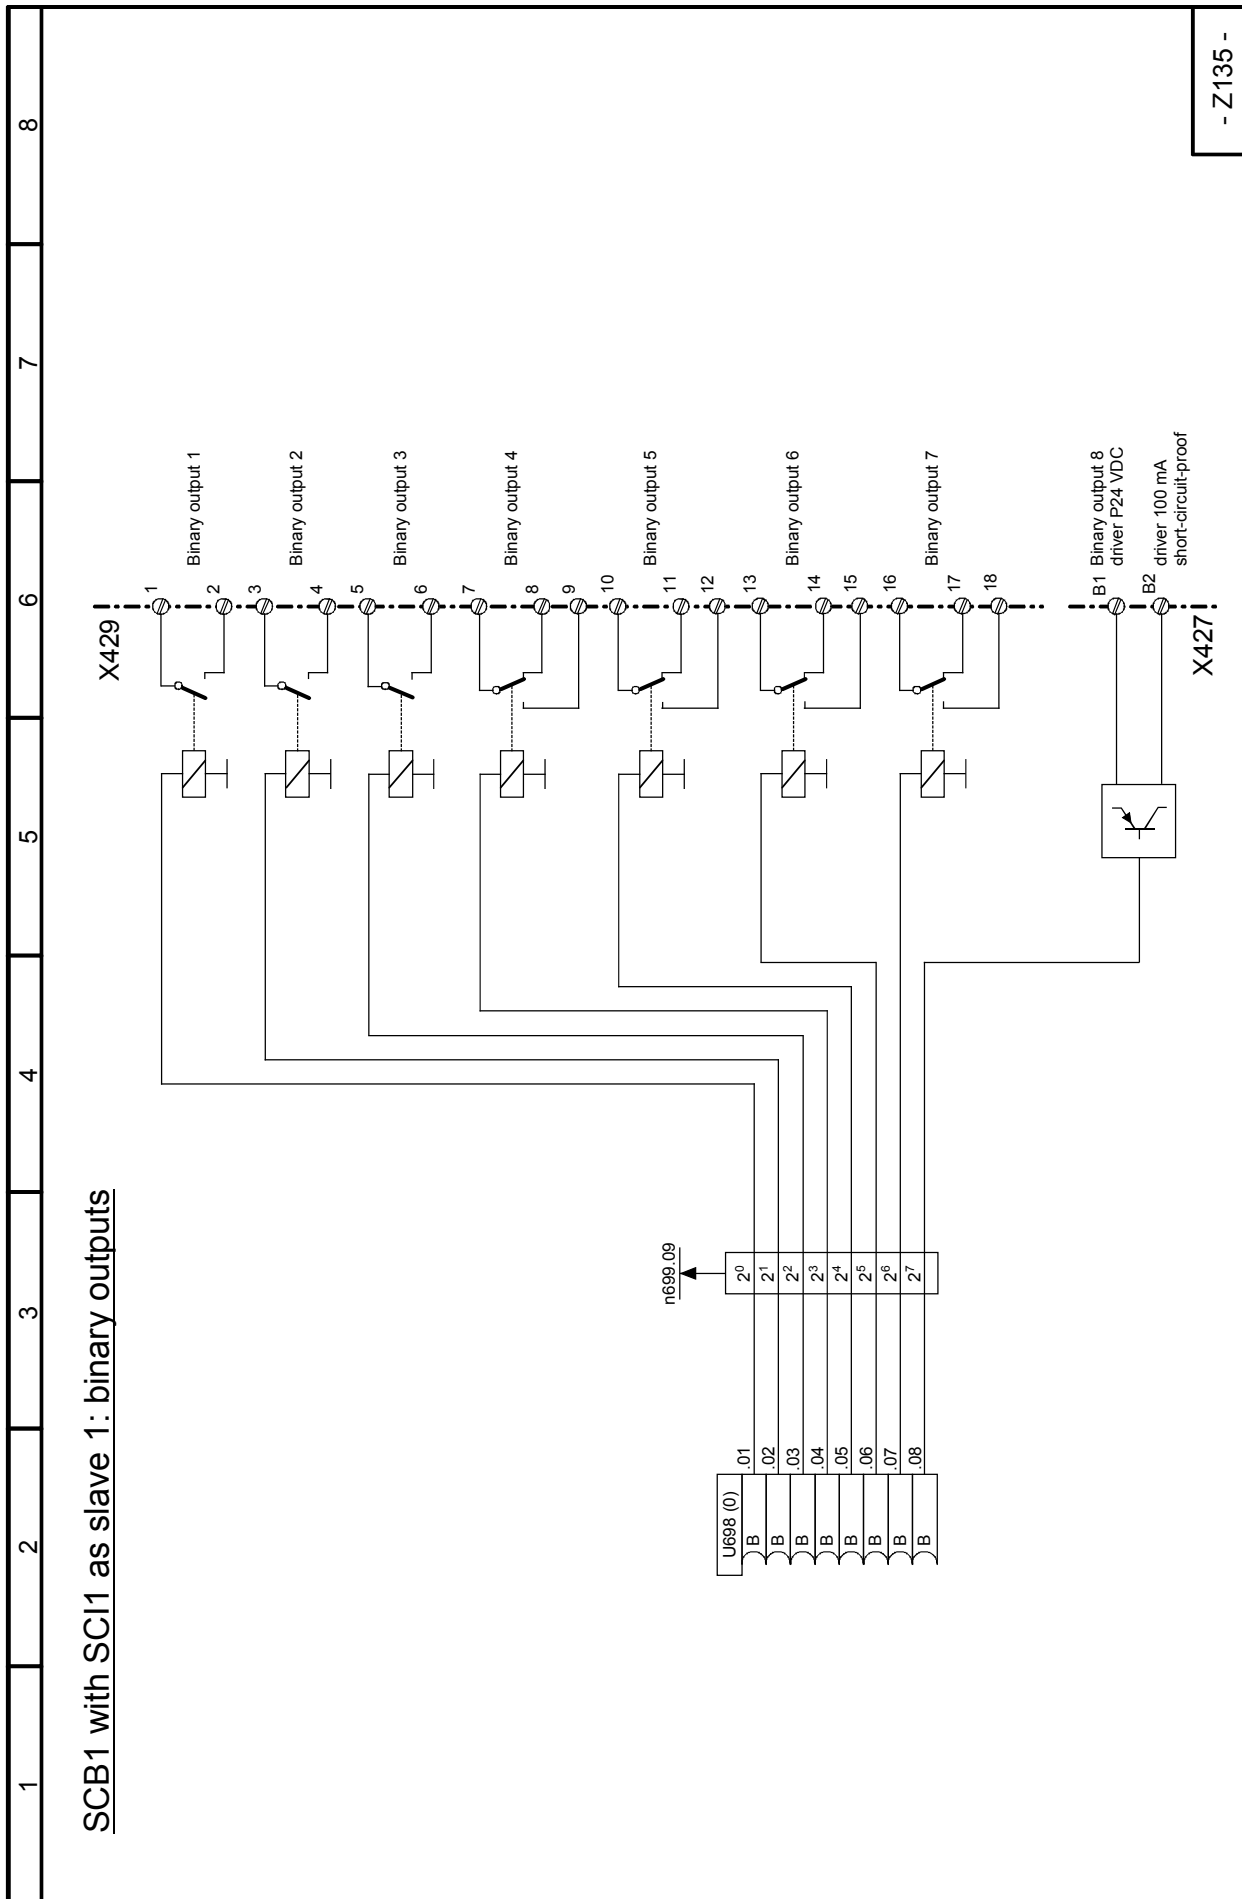 1 2 3 4 5 6 7 8
SCB1 with SCI1 as slave 1: binary outputs
X429
1
Binary output 1
2
3
Binary output 2
4
5
Binary output 3
6
7
Binary output 4
8
9
10
Binary output 5
11
12
13
Binary output 6
14
15
16
Binary output 7
17
18
n699.09
U698 (0)
B .01 2⁰
B .02 2¹
B .03 2²
B .04 2³
B .05 2⁴
B .06 2⁵
B .07 2⁶
B .08 2⁷
B1 Binary output 8
driver P24 VDC
B2 driver 100 mA
short-circuit-proof
X427
- Z135 -